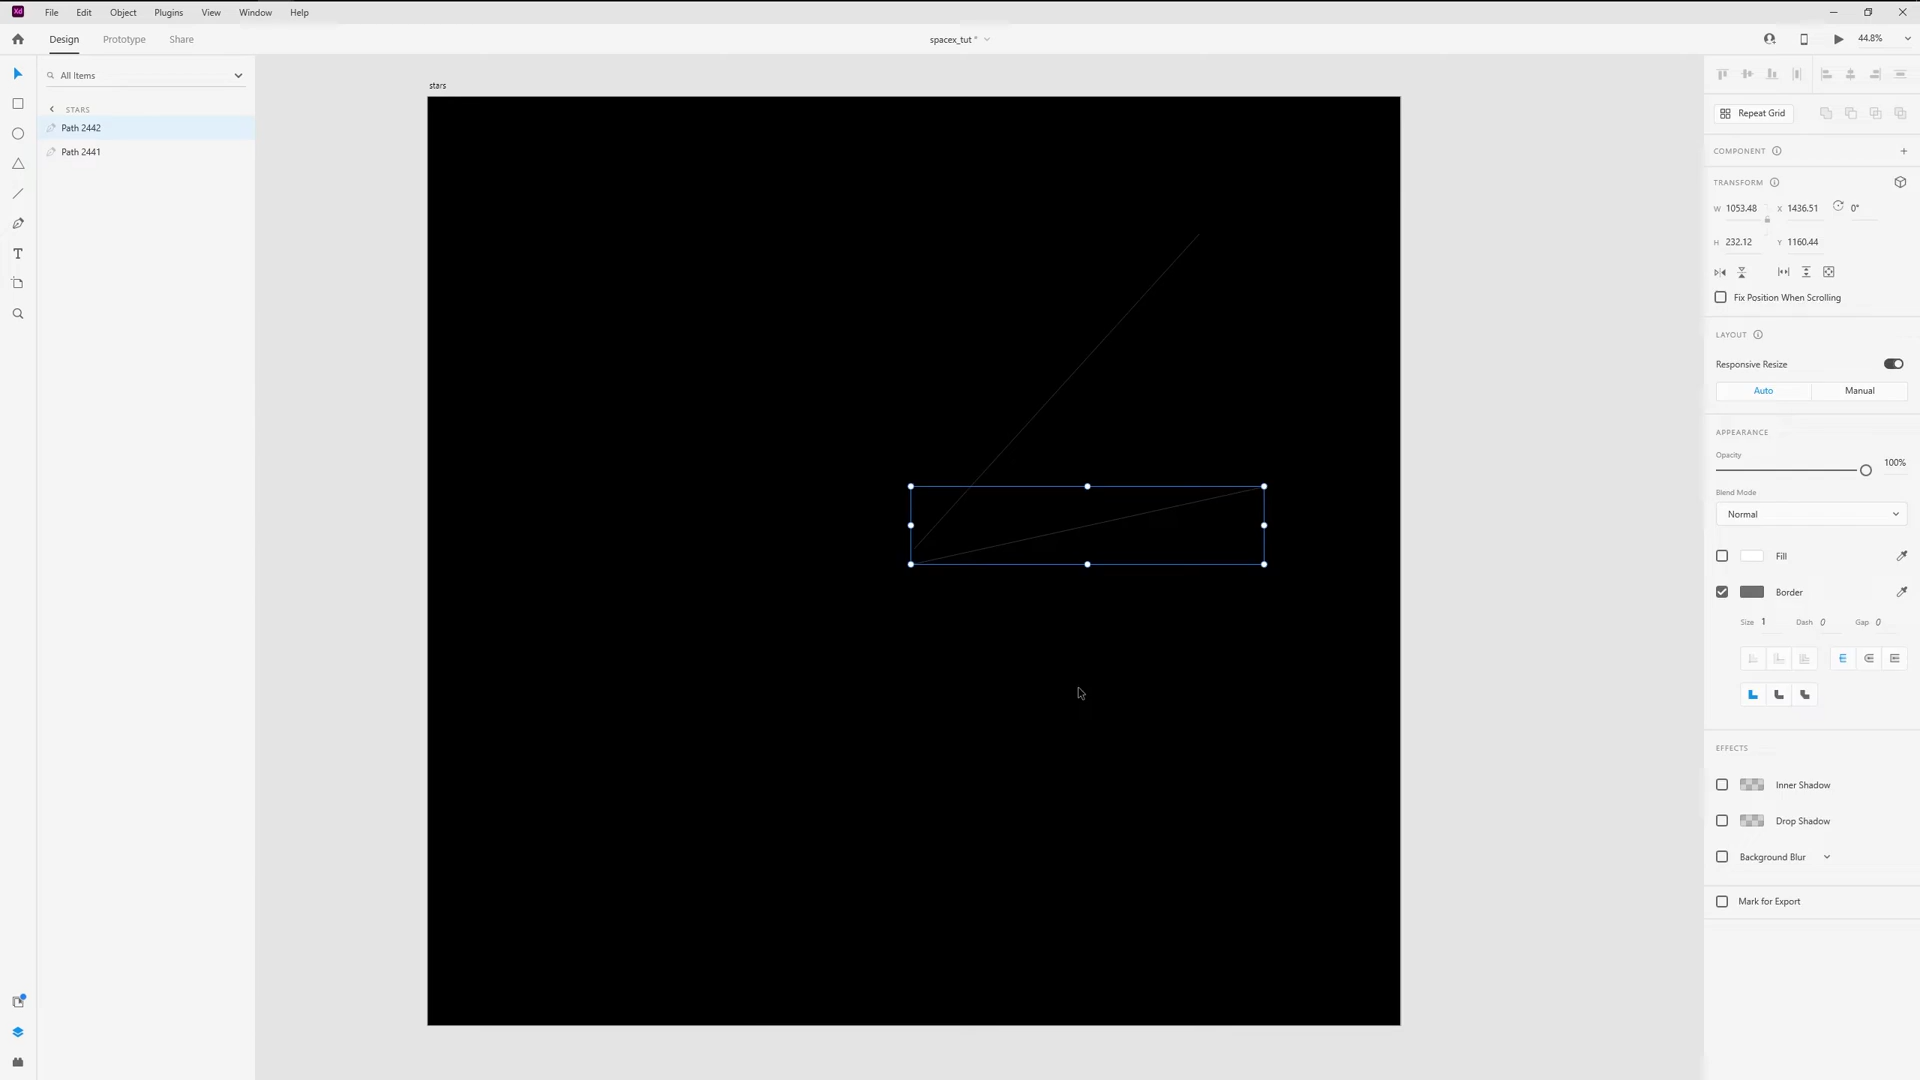 Xd File Edit Object Plugins View Window Help
Design Prototype Share spacex_tut * 44.8%
All Items
STARS
Path 2442
Path 2441
T
stars
Repeat Grid
COMPONENT
TRANSFORM
W 1053.48 X 1436.51 0°
H 232.12 Y 1160.44
Fix Position When Scrolling
LAYOUT
Responsive Resize
Auto Manual
APPEARANCE
Opacity
100%
Blend Mode
Normal
Fill
Border
Size 1 Dash 0 Gap 0
EFFECTS
Inner Shadow
Drop Shadow
Background Blur
Mark for Export